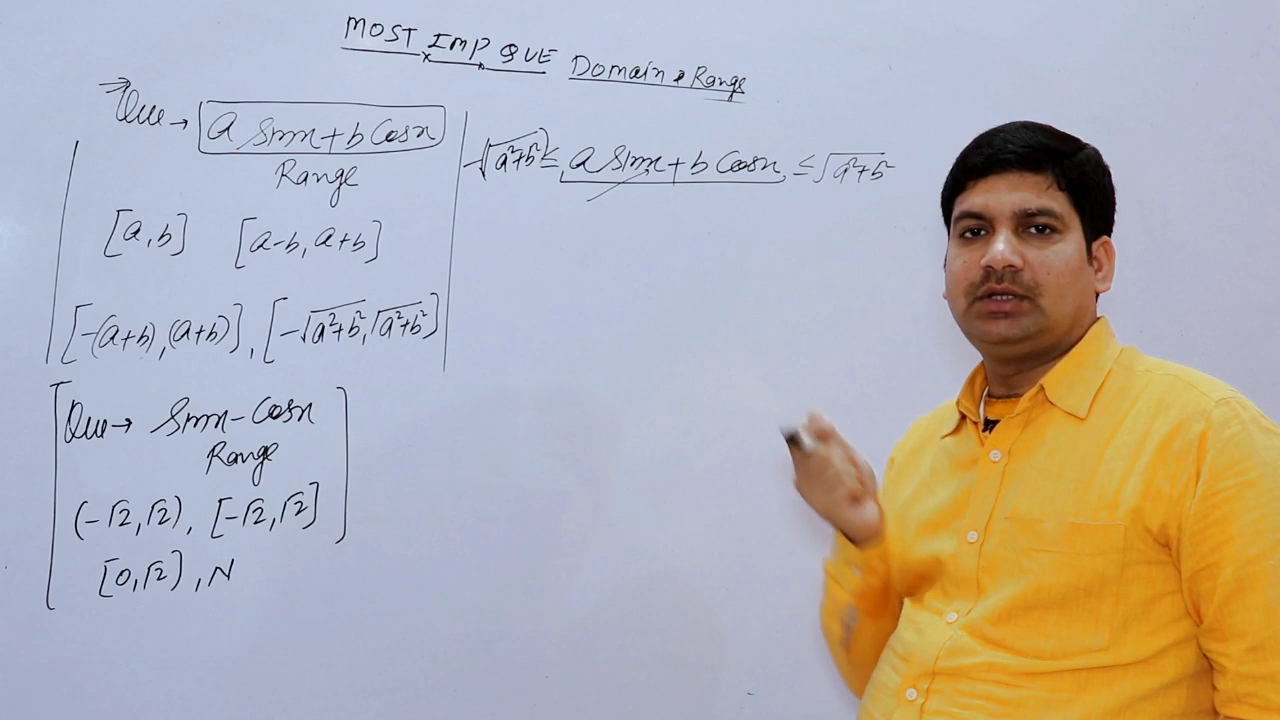 MOST IMP QUE Domain & Range
Que → a Sinx + b Cosx
Range
[a, b] [a-b, a+b]
[-(a+b), (a+b)], [-√a²+b², √a²+b²]
-√a²+b² ≤ a Sinx + b Cosx ≤ √a²+b²
Que → Sinx - Cosx
Range
(-√2, √2), [-√2, √2]
[0, √2), N